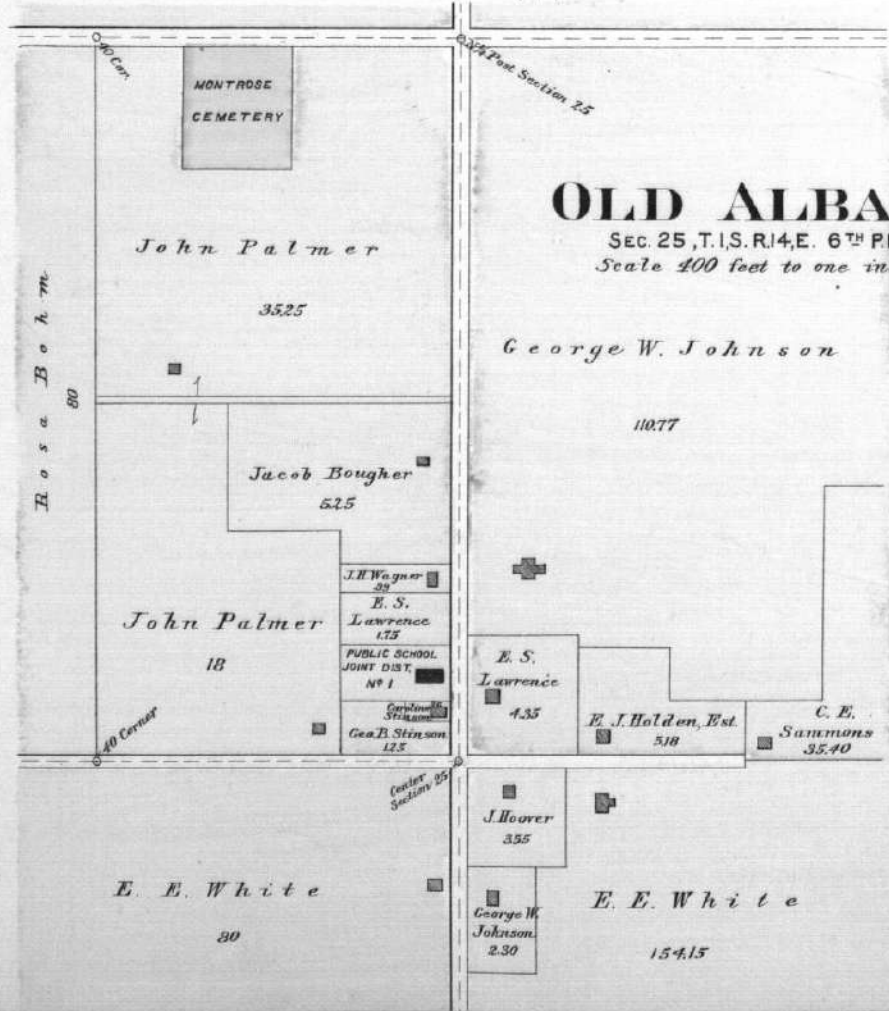 40 Cor.
N¼ Post Section 25
MONTROSE
CEMETERY
OLD ALBA
SEC. 25, T.1, S. R.14, E. 6TH P.
Scale 400 feet to one in
John Palmer
35.25
Rosa Bohm
80
George W. Johnson
110.77
Jacob Bougher
5.25
J.H. Wagner
.99
E. S.
Lawrence
1.75
John Palmer
18
PUBLIC SCHOOL
JOINT DIST.
No 1
Caroline
Stinson
Geo. B. Stinson
1.25
E. S.
Lawrence
4.35
E. J. Holden, Est.
5.18
C. E.
Sammons
35.40
40 Corner
Center
Section 25
J. Hoover
3.55
E. E. White
80
George W.
Johnson
2.30
E. E. White
154.15